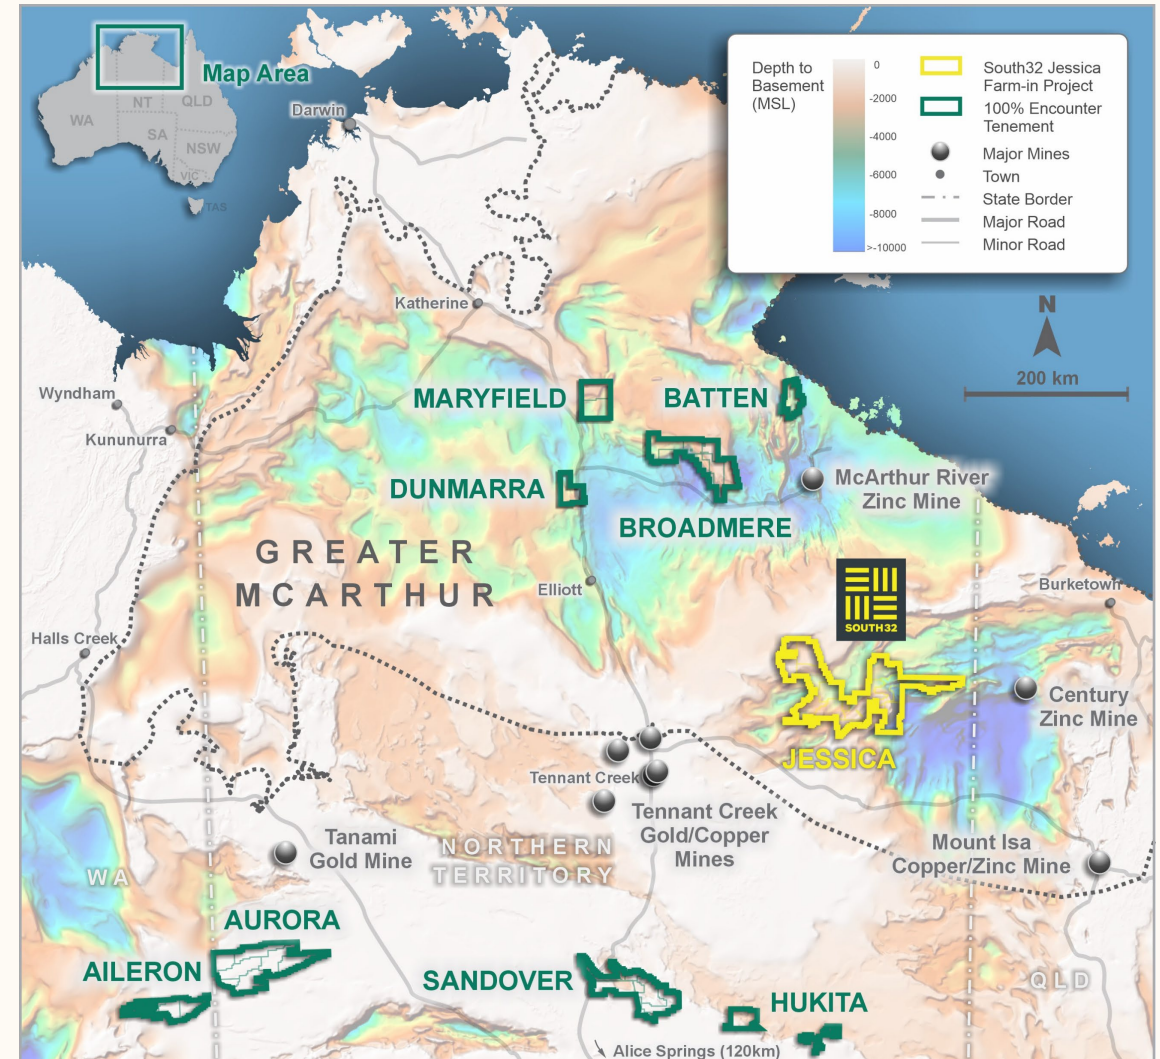 Map Area
NT
QLD
WA
SA
NSW
VIC
TAS
Darwin
Depth to
Basement
(MSL)
0
-2000
-4000
-6000
-8000
>-10000
South32 Jessica
Farm-in Project
100% Encounter
Tenement
Major Mines
Town
State Border
Major Road
Minor Road
N
200 km
Katherine
Wyndham
Kununurra
MARYFIELD
BATTEN
DUNMARRA
BROADMERE
McArthur River
Zinc Mine
GREATER
MCARTHUR
Elliott
SOUTH32
Burketown
Halls Creek
JESSICA
Century
Zinc Mine
Tennant Creek
Tennant Creek
Gold/Copper
Mines
Tanami
Gold Mine
NORTHERN
TERRITORY
Mount Isa
Copper/Zinc Mine
WA
AURORA
AILERON
SANDOVER
HUKITA
QLD
Alice Springs (120km)